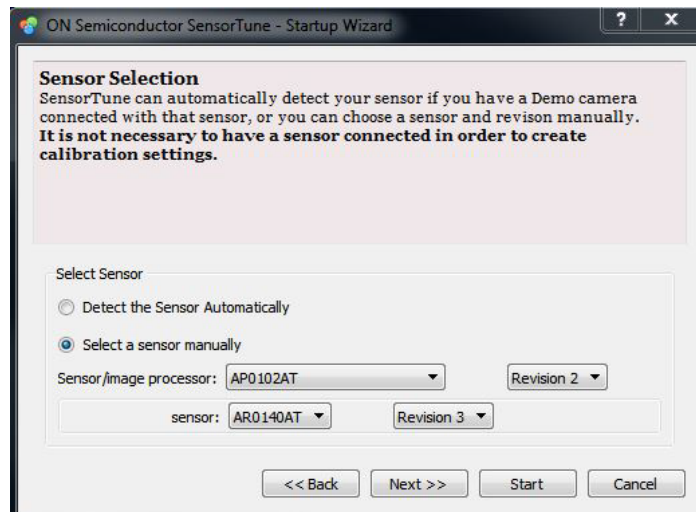 ON Semiconductor SensorTune - Startup Wizard
? X
Sensor Selection
SensorTune can automatically detect your sensor if you have a Demo camera
connected with that sensor, or you can choose a sensor and revison manually.
It is not necessary to have a sensor connected in order to create
calibration settings.
Select Sensor
Detect the Sensor Automatically
Select a sensor manually
Sensor/image processor: AP0102AT Revision 2
sensor: AR0140AT Revision 3
<< Back Next >> Start Cancel